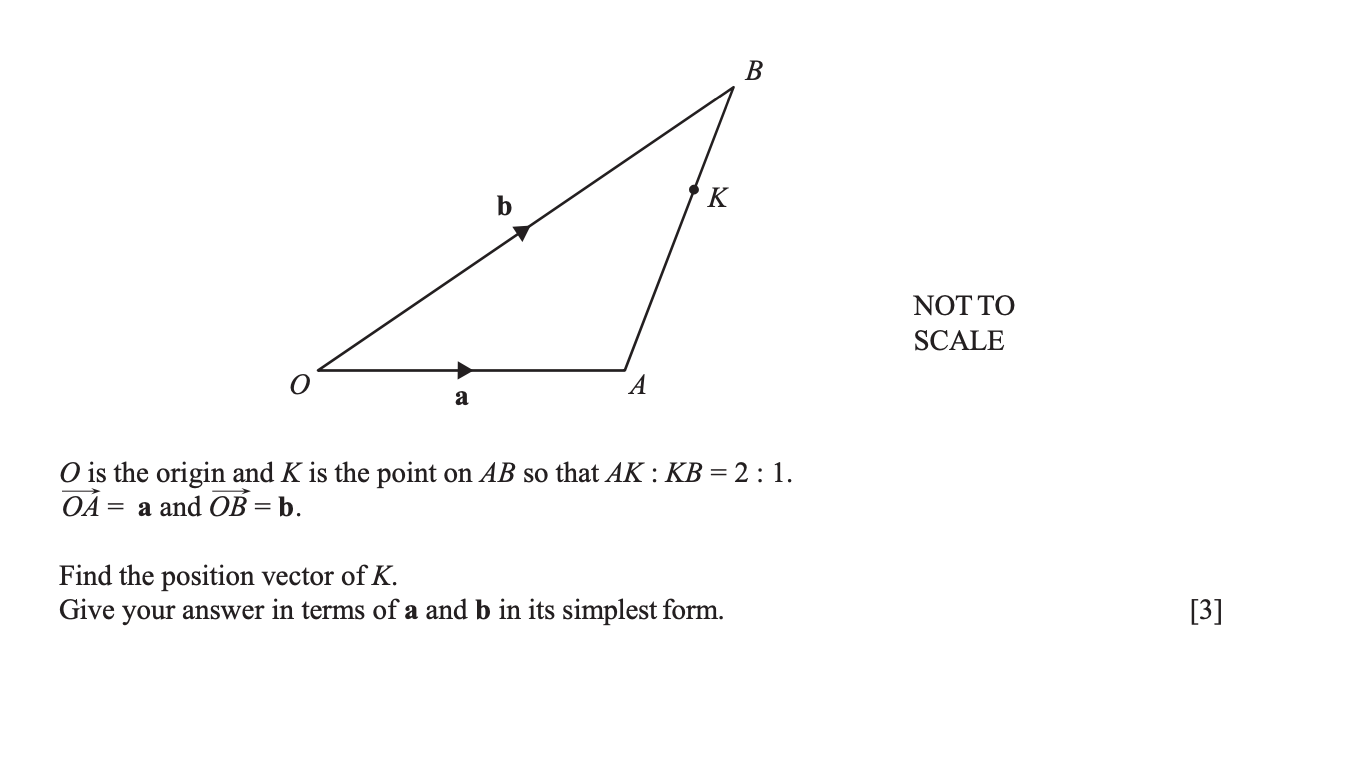 B
b
K
NOT TO
SCALE
O
A
a
O is the origin and K is the point on AB so that AK : KB = 2 : 1.
$\overrightarrow{OA}$ = a and $\overrightarrow{OB}$ = b.
Find the position vector of K.
Give your answer in terms of a and b in its simplest form. [3]